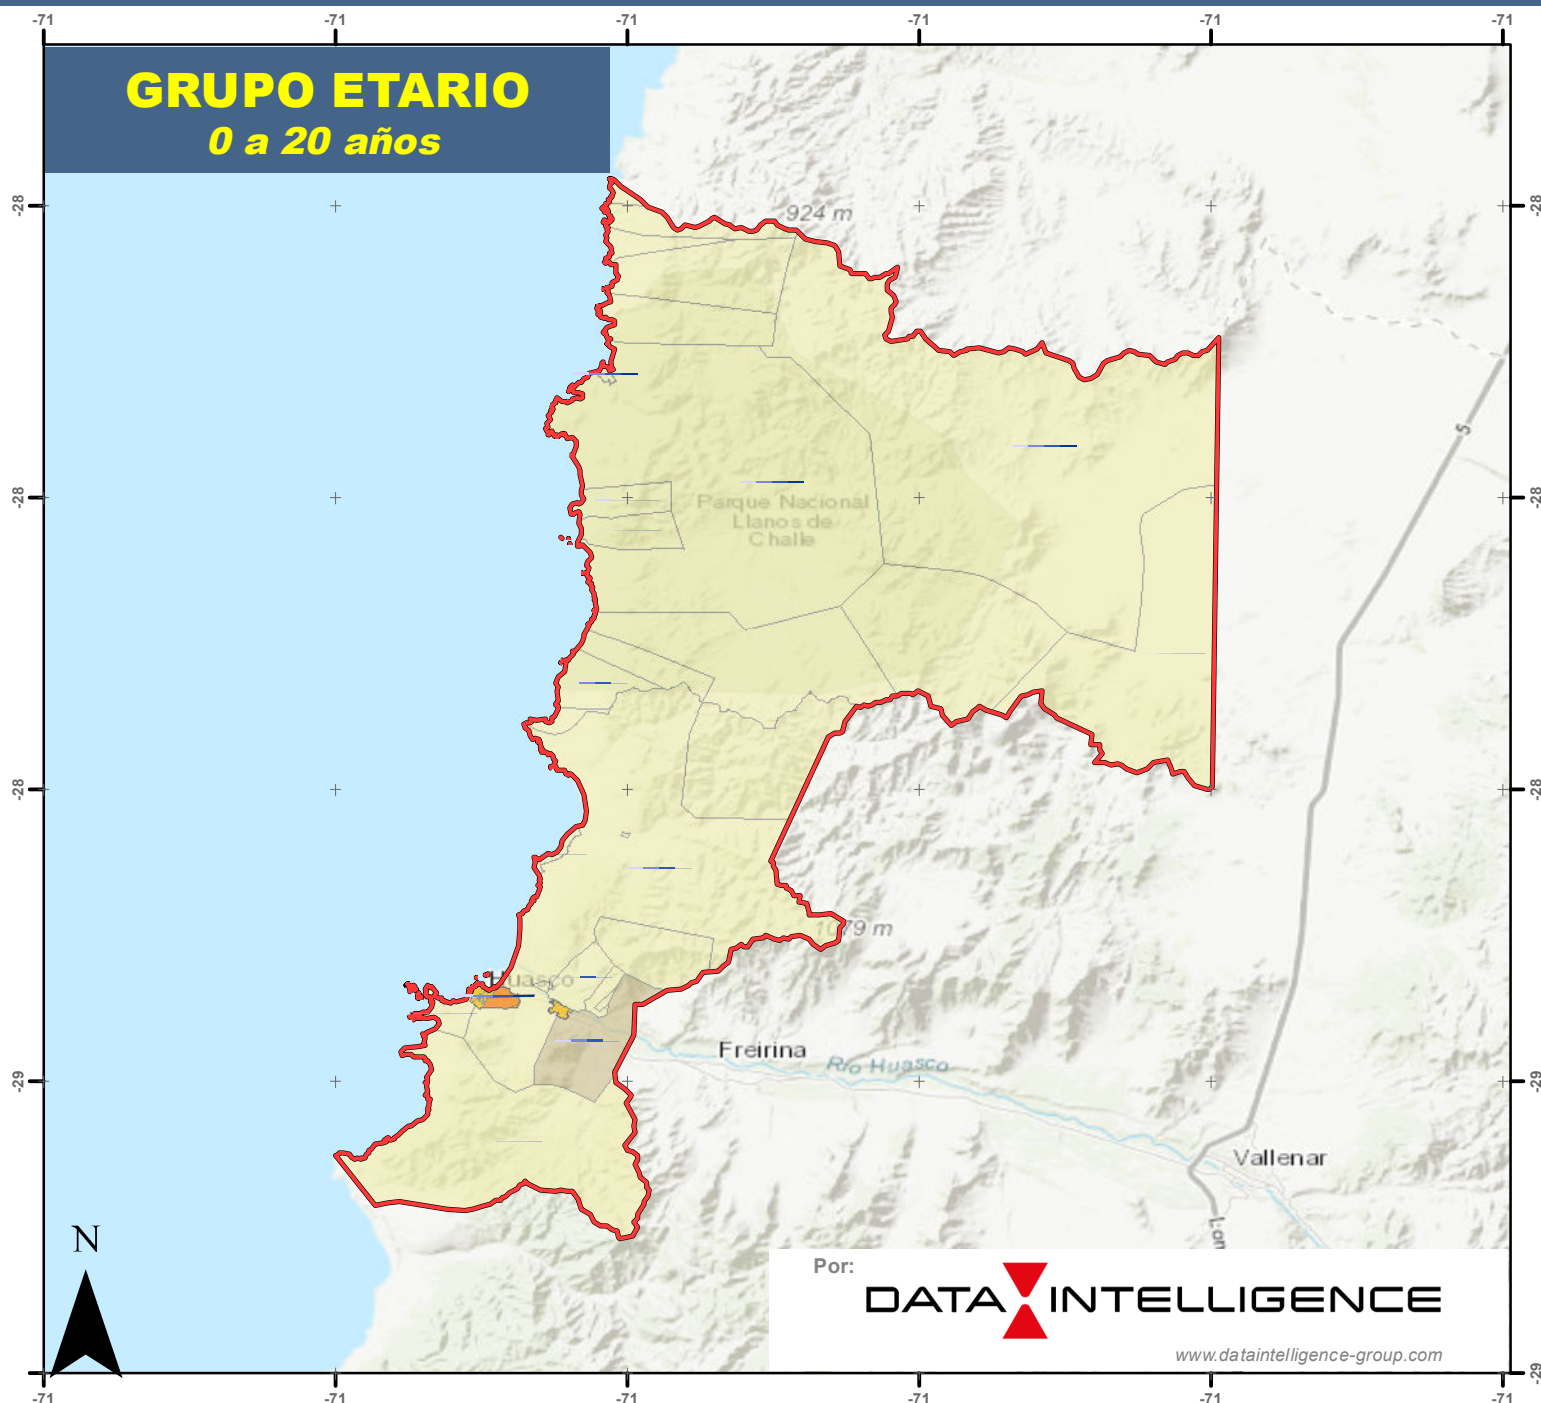 -71 -71 -71 -71 -71 -71
GRUPO ETARIO
0 a 20 años
-28 -28
924 m
5
-28 -28
Parque Nacional
Llanos de
Challe
-28 -28
1079 m
Huasco
Freirina
Río Huasco
-29 -29
Vallenar
N
Lon
Por:
DATA INTELLIGENCE
www.dataintelligence-group.com
-29
-71 -71 -71 -71 -71 -71